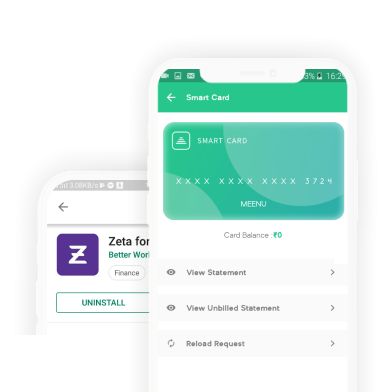 3% 16:29
Smart Card
SMART CARD
XXXX XXXX XXXX 3724
MEENU
Card Balance :₹0
View Statement
View Unbilled Statement
Reload Request
3.08KB/s
Zeta for
Better Worl
Finance
UNINSTALL